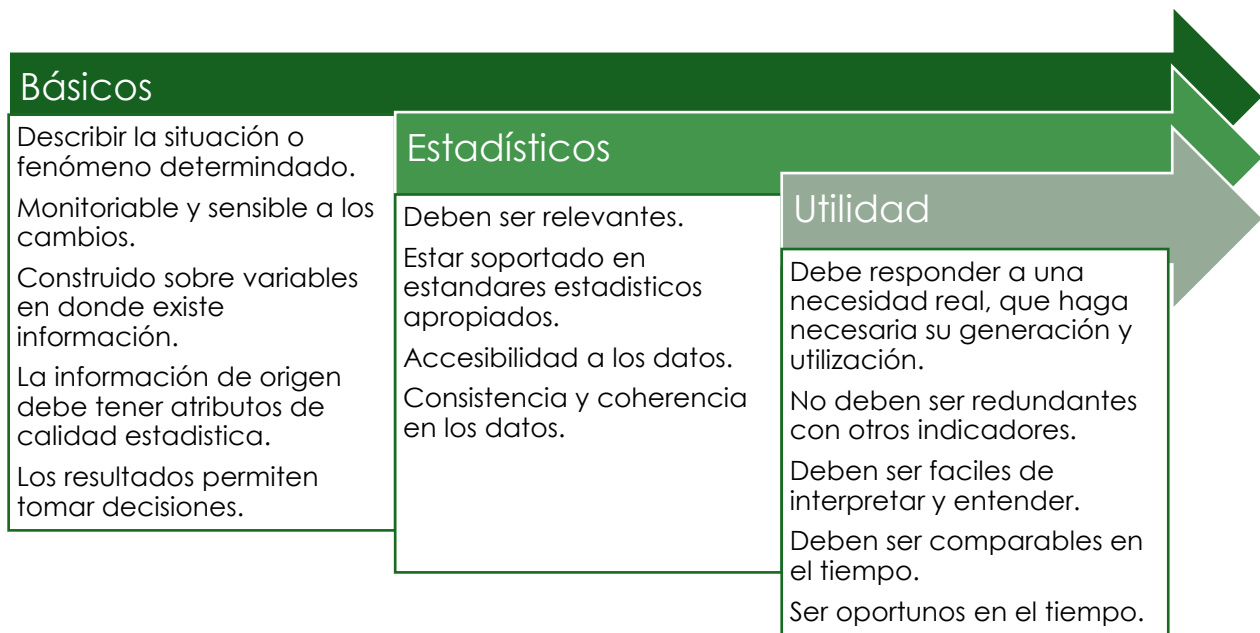 Básicos
Describir la situación o
fenómeno determindado.
Monitoriable y sensible a los
cambios.
Construido sobre variables
en donde existe
información.
La información de origen
debe tener atributos de
calidad estadistica.
Los resultados permiten
tomar decisiones.
Estadísticos
Deben ser relevantes.
Estar soportado en
estandares estadisticos
apropiados.
Accesibilidad a los datos.
Consistencia y coherencia
en los datos.
Utilidad
Debe responder a una
necesidad real, que haga
necesaria su generación y
utilización.
No deben ser redundantes
con otros indicadores.
Deben ser faciles de
interpretar y entender.
Deben ser comparables en
el tiempo.
Ser oportunos en el tiempo.